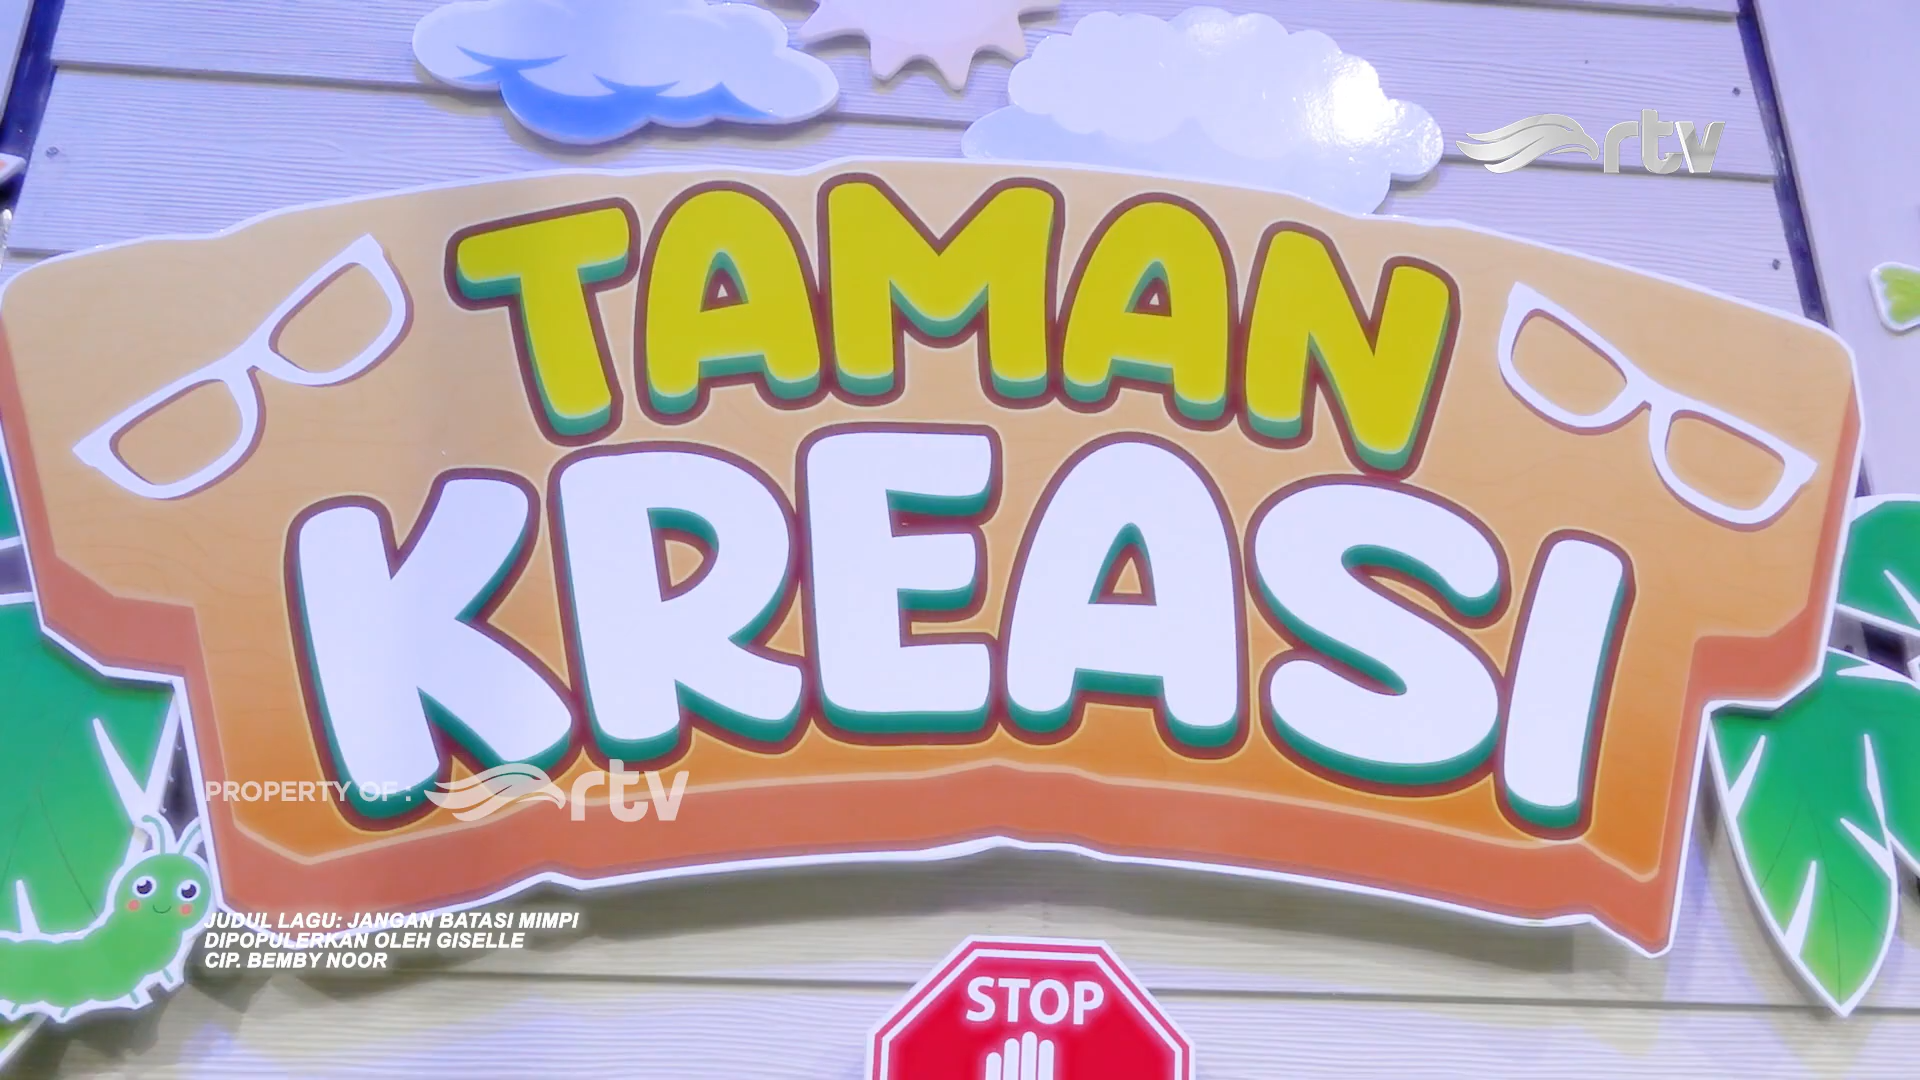 rtv
TAMAN
KREASI
PROPERTY OF : rtv
JUDUL LAGU: JANGAN BATASI MIMPI
DIPOPULERKAN OLEH GISELLE
CIP. BEMBY NOOR
STOP